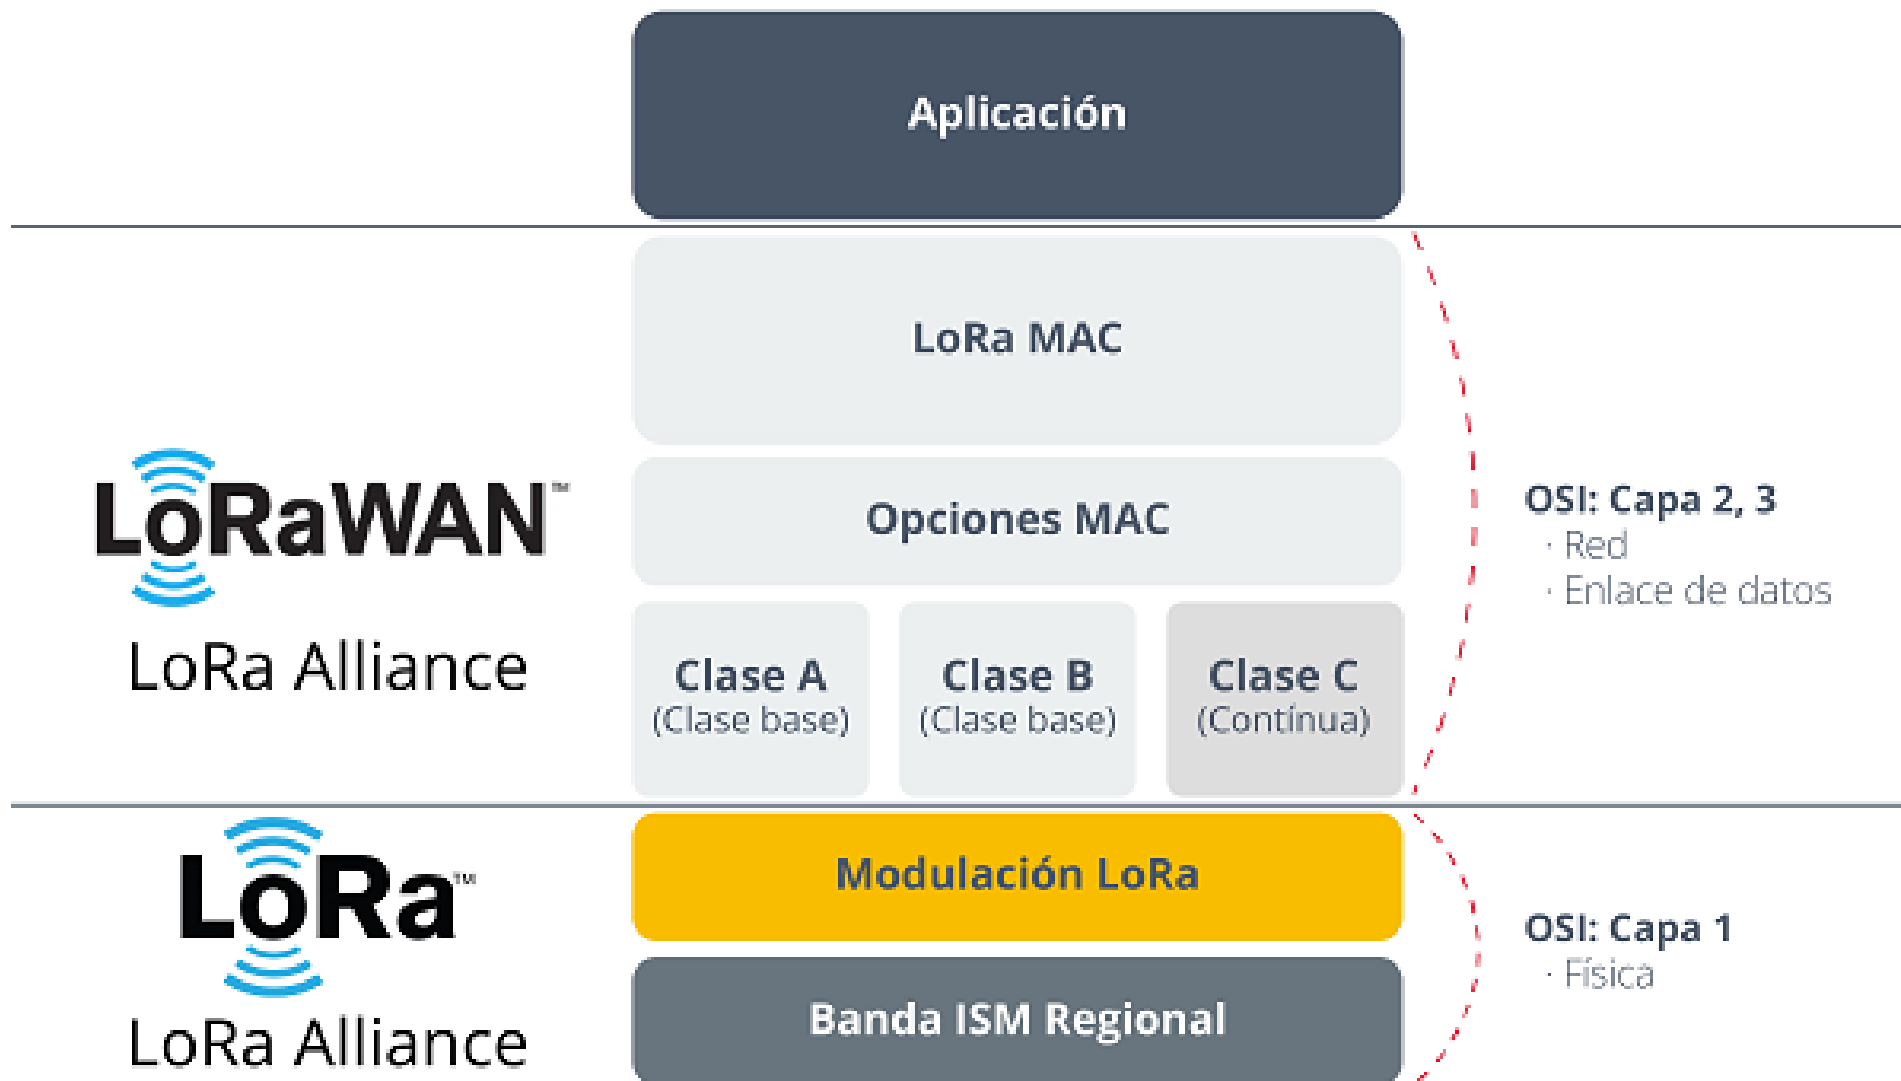 Aplicación
LoRa MAC
Opciones MAC
LoRaWAN™
LoRa Alliance
OSI: Capa 2, 3
· Red
· Enlace de datos
Clase A
(Clase base)
Clase B
(Clase base)
Clase C
(Contínua)
Modulación LoRa
LoRa™
LoRa Alliance
OSI: Capa 1
· Física
Banda ISM Regional